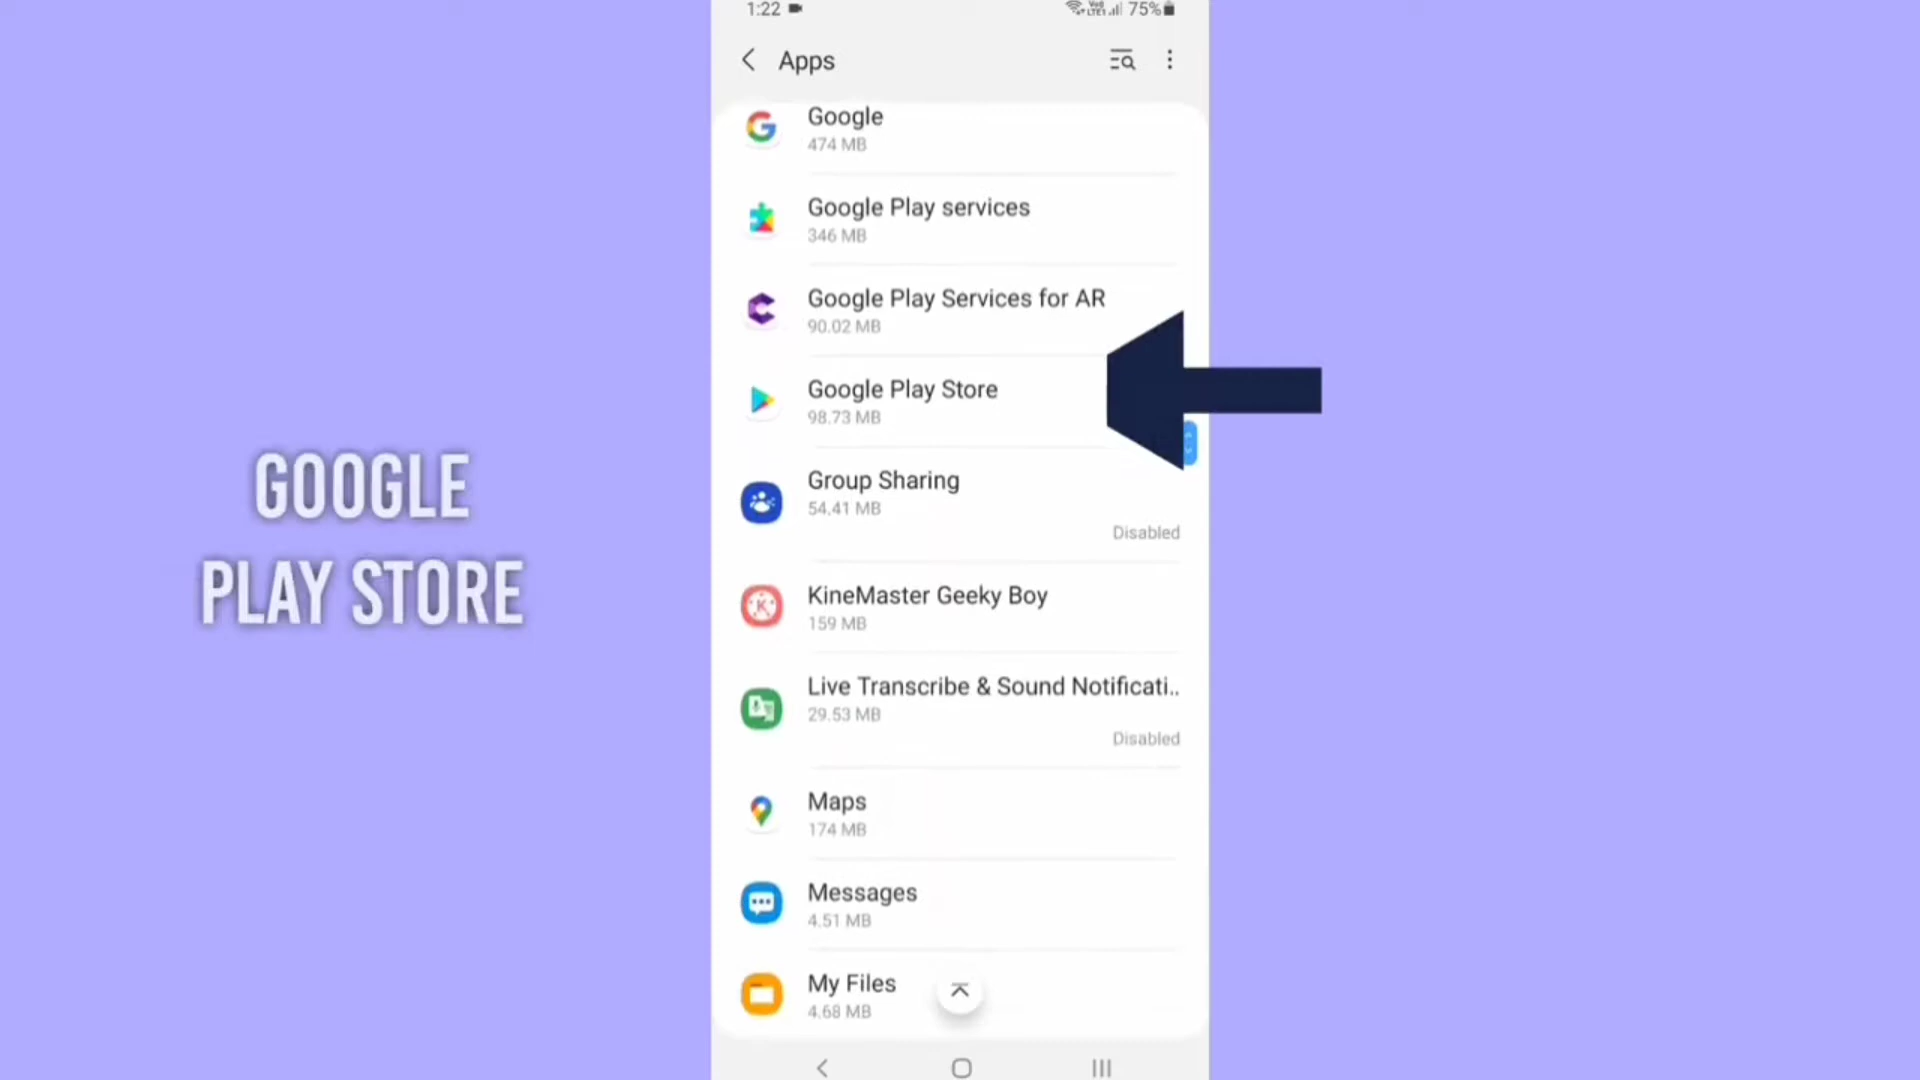 1:22
75%
Apps
Google
474 MB
Google Play services
346 MB
Google Play Services for AR
90.02 MB
Google Play Store
98.73 MB
Group Sharing
54.41 MB
Disabled
KineMaster Geeky Boy
159 MB
Live Transcribe & Sound Notificati..
29.53 MB
Disabled
Maps
174 MB
Messages
4.51 MB
My Files
4.68 MB
GOOGLE
PLAY STORE